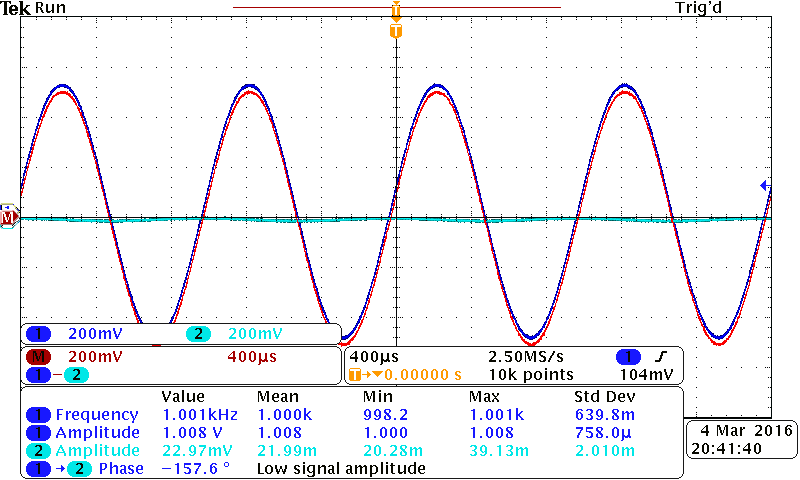 Tek Run Trig'd
T
T
1 200mV 2 200mV
M 200mV 400µs 400µs 2.50MS/s 1
1 − 2 T→▼0.00000 s 10k points 104mV
Value Mean Min Max Std Dev
1 Frequency 1.001kHz 1.000k 998.2 1.001k 639.8m
1 Amplitude 1.008 V 1.008 1.000 1.008 758.0µ
2 Amplitude 22.97mV 21.99m 20.28m 39.13m 2.010m
1 → 2 Phase −157.6 ° Low signal amplitude
M
4 Mar 2016
20:41:40